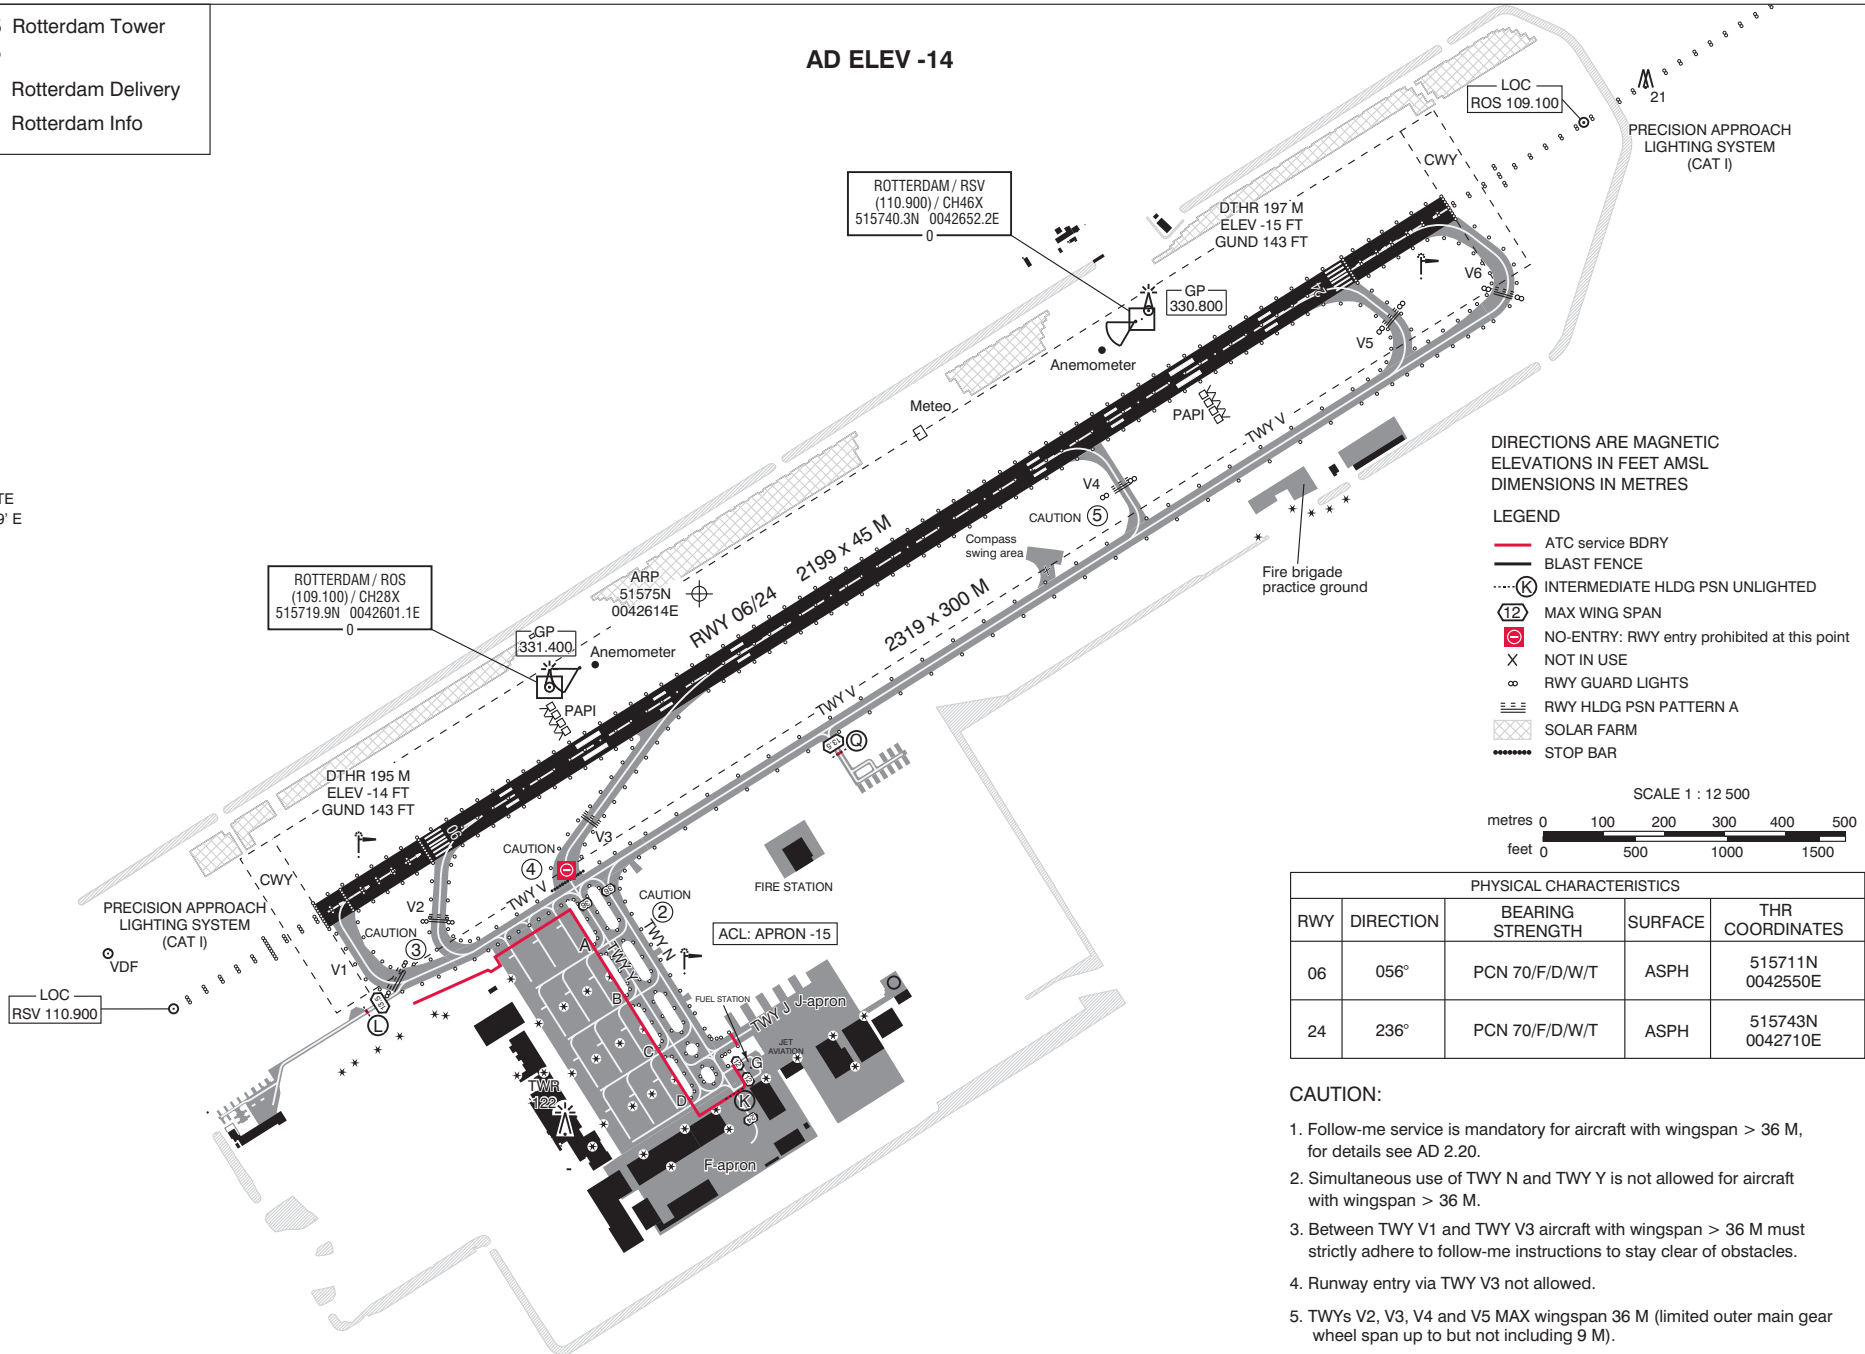 Rotterdam Tower
Rotterdam Delivery
Rotterdam Info
AD ELEV -14
LOC
ROS 109.100
21
PRECISION APPROACH
LIGHTING SYSTEM
(CAT I)
CWY
ROTTERDAM / RSV
(110.900) / CH46X
515740.3N 0042652.2E
0
DTHR 197 M
ELEV -15 FT
GUND 143 FT
GP
330.800
Anemometer
V6
V5
24
PAPI
Meteo
TWY V
V4
CAUTION 5
Compass
swing area
Fire brigade
practice ground
TE
9' E
ROTTERDAM / ROS
(109.100) / CH28X
515719.9N 0042601.1E
0
ARP
51575N
0042614E
RWY 06/24 2199 x 45 M
2319 x 300 M
GP
331.400
Anemometer
PAPI
TWY V
13.5
Q
DTHR 195 M
ELEV -14 FT
GUND 143 FT
06
V3
CAUTION
4
FIRE STATION
CWY
PRECISION APPROACH
LIGHTING SYSTEM
(CAT I)
V2
TWY V
36
36
CAUTION
2
CAUTION
3
VDF
V1
LOC
RSV 110.900
13.5
L
A
TWY Y
TWY N
ACL: APRON -15
B
FUEL STATION
J-apron
TWY J
C
JET
AVIATION
G
D
K
24
TWR
122
F-apron
DIRECTIONS ARE MAGNETIC
ELEVATIONS IN FEET AMSL
DIMENSIONS IN METRES
LEGEND
ATC service BDRY
BLAST FENCE
K INTERMEDIATE HLDG PSN UNLIGHTED
12 MAX WING SPAN
NO-ENTRY: RWY entry prohibited at this point
NOT IN USE
RWY GUARD LIGHTS
RWY HLDG PSN PATTERN A
SOLAR FARM
STOP BAR
SCALE 1 : 12 500
metres 0 100 200 300 400 500
feet 0 500 1000 1500
PHYSICAL CHARACTERISTICS
RWY DIRECTION BEARING STRENGTH SURFACE THR COORDINATES
06 056° PCN 70/F/D/W/T ASPH 515711N 0042550E
24 236° PCN 70/F/D/W/T ASPH 515743N 0042710E
CAUTION:
1. Follow-me service is mandatory for aircraft with wingspan > 36 M,
for details see AD 2.20.
2. Simultaneous use of TWY N and TWY Y is not allowed for aircraft
with wingspan > 36 M.
3. Between TWY V1 and TWY V3 aircraft with wingspan > 36 M must
strictly adhere to follow-me instructions to stay clear of obstacles.
4. Runway entry via TWY V3 not allowed.
5. TWYs V2, V3, V4 and V5 MAX wingspan 36 M (limited outer main gear
wheel span up to but not including 9 M).